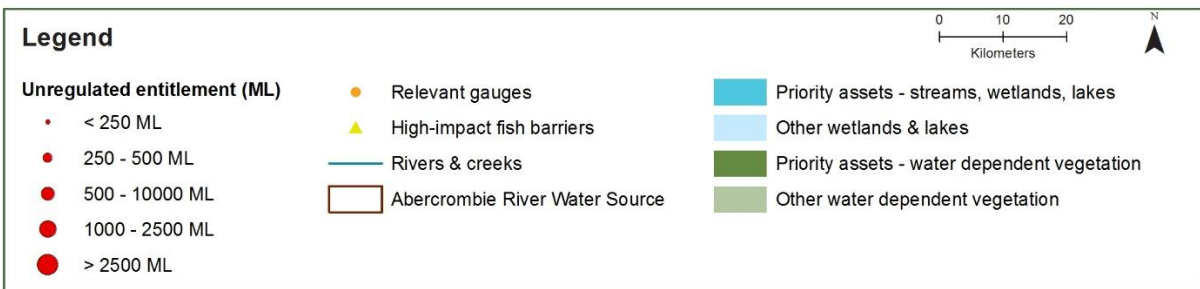 Legend
0 10 20
Kilometers
N
Unregulated entitlement (ML)
< 250 ML
250 - 500 ML
500 - 10000 ML
1000 - 2500 ML
> 2500 ML
Relevant gauges
High-impact fish barriers
Rivers & creeks
Abercrombie River Water Source
Priority assets - streams, wetlands, lakes
Other wetlands & lakes
Priority assets - water dependent vegetation
Other water dependent vegetation